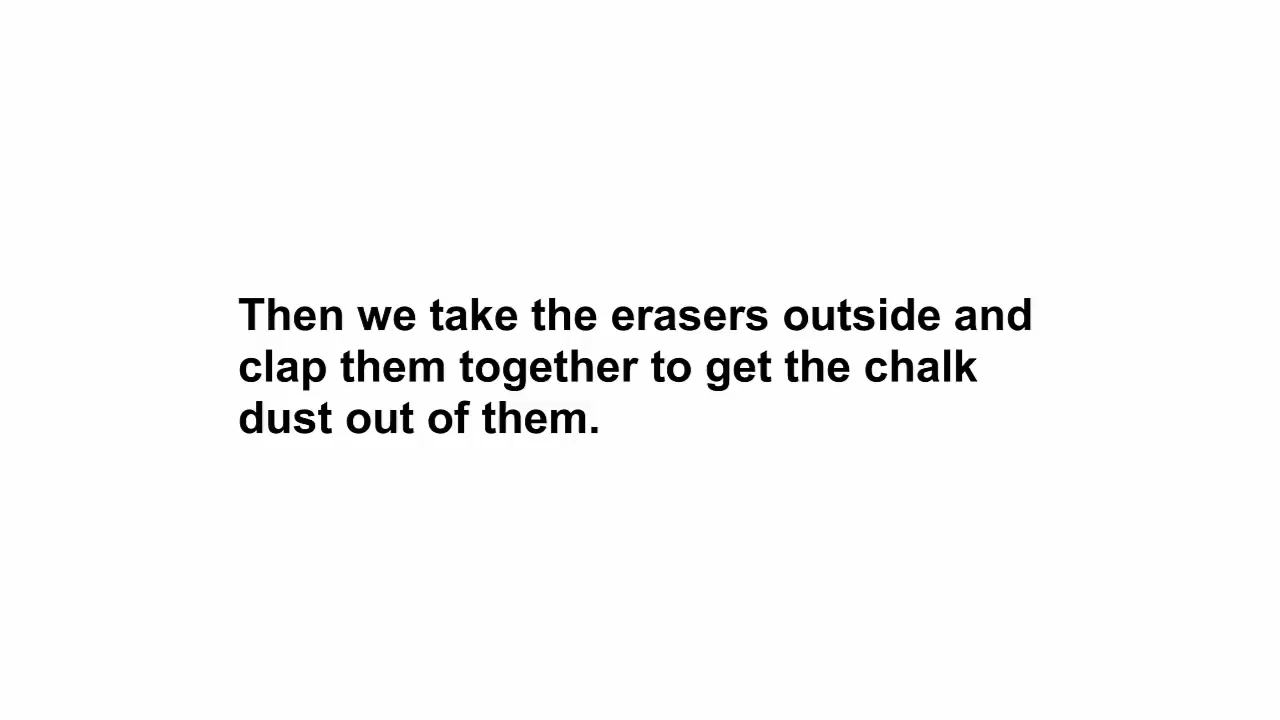 Then we take the erasers outside and
clap them together to get the chalk
dust out of them.